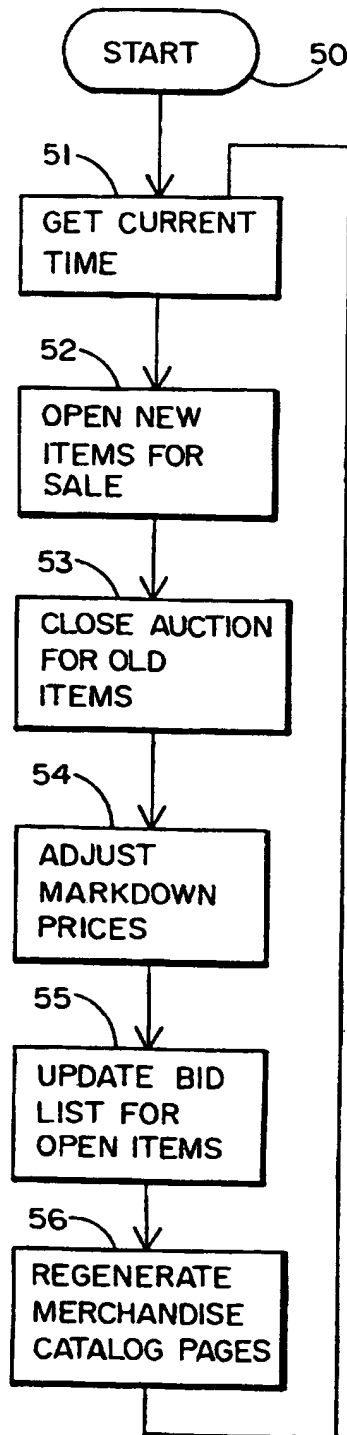 START
50
51
GET CURRENT
TIME
52
OPEN NEW
ITEMS FOR
SALE
53
CLOSE AUCTION
FOR OLD
ITEMS
54
ADJUST
MARKDOWN
PRICES
55
UPDATE BID
LIST FOR
OPEN ITEMS
56
REGENERATE
MERCHANDISE
CATALOG PAGES